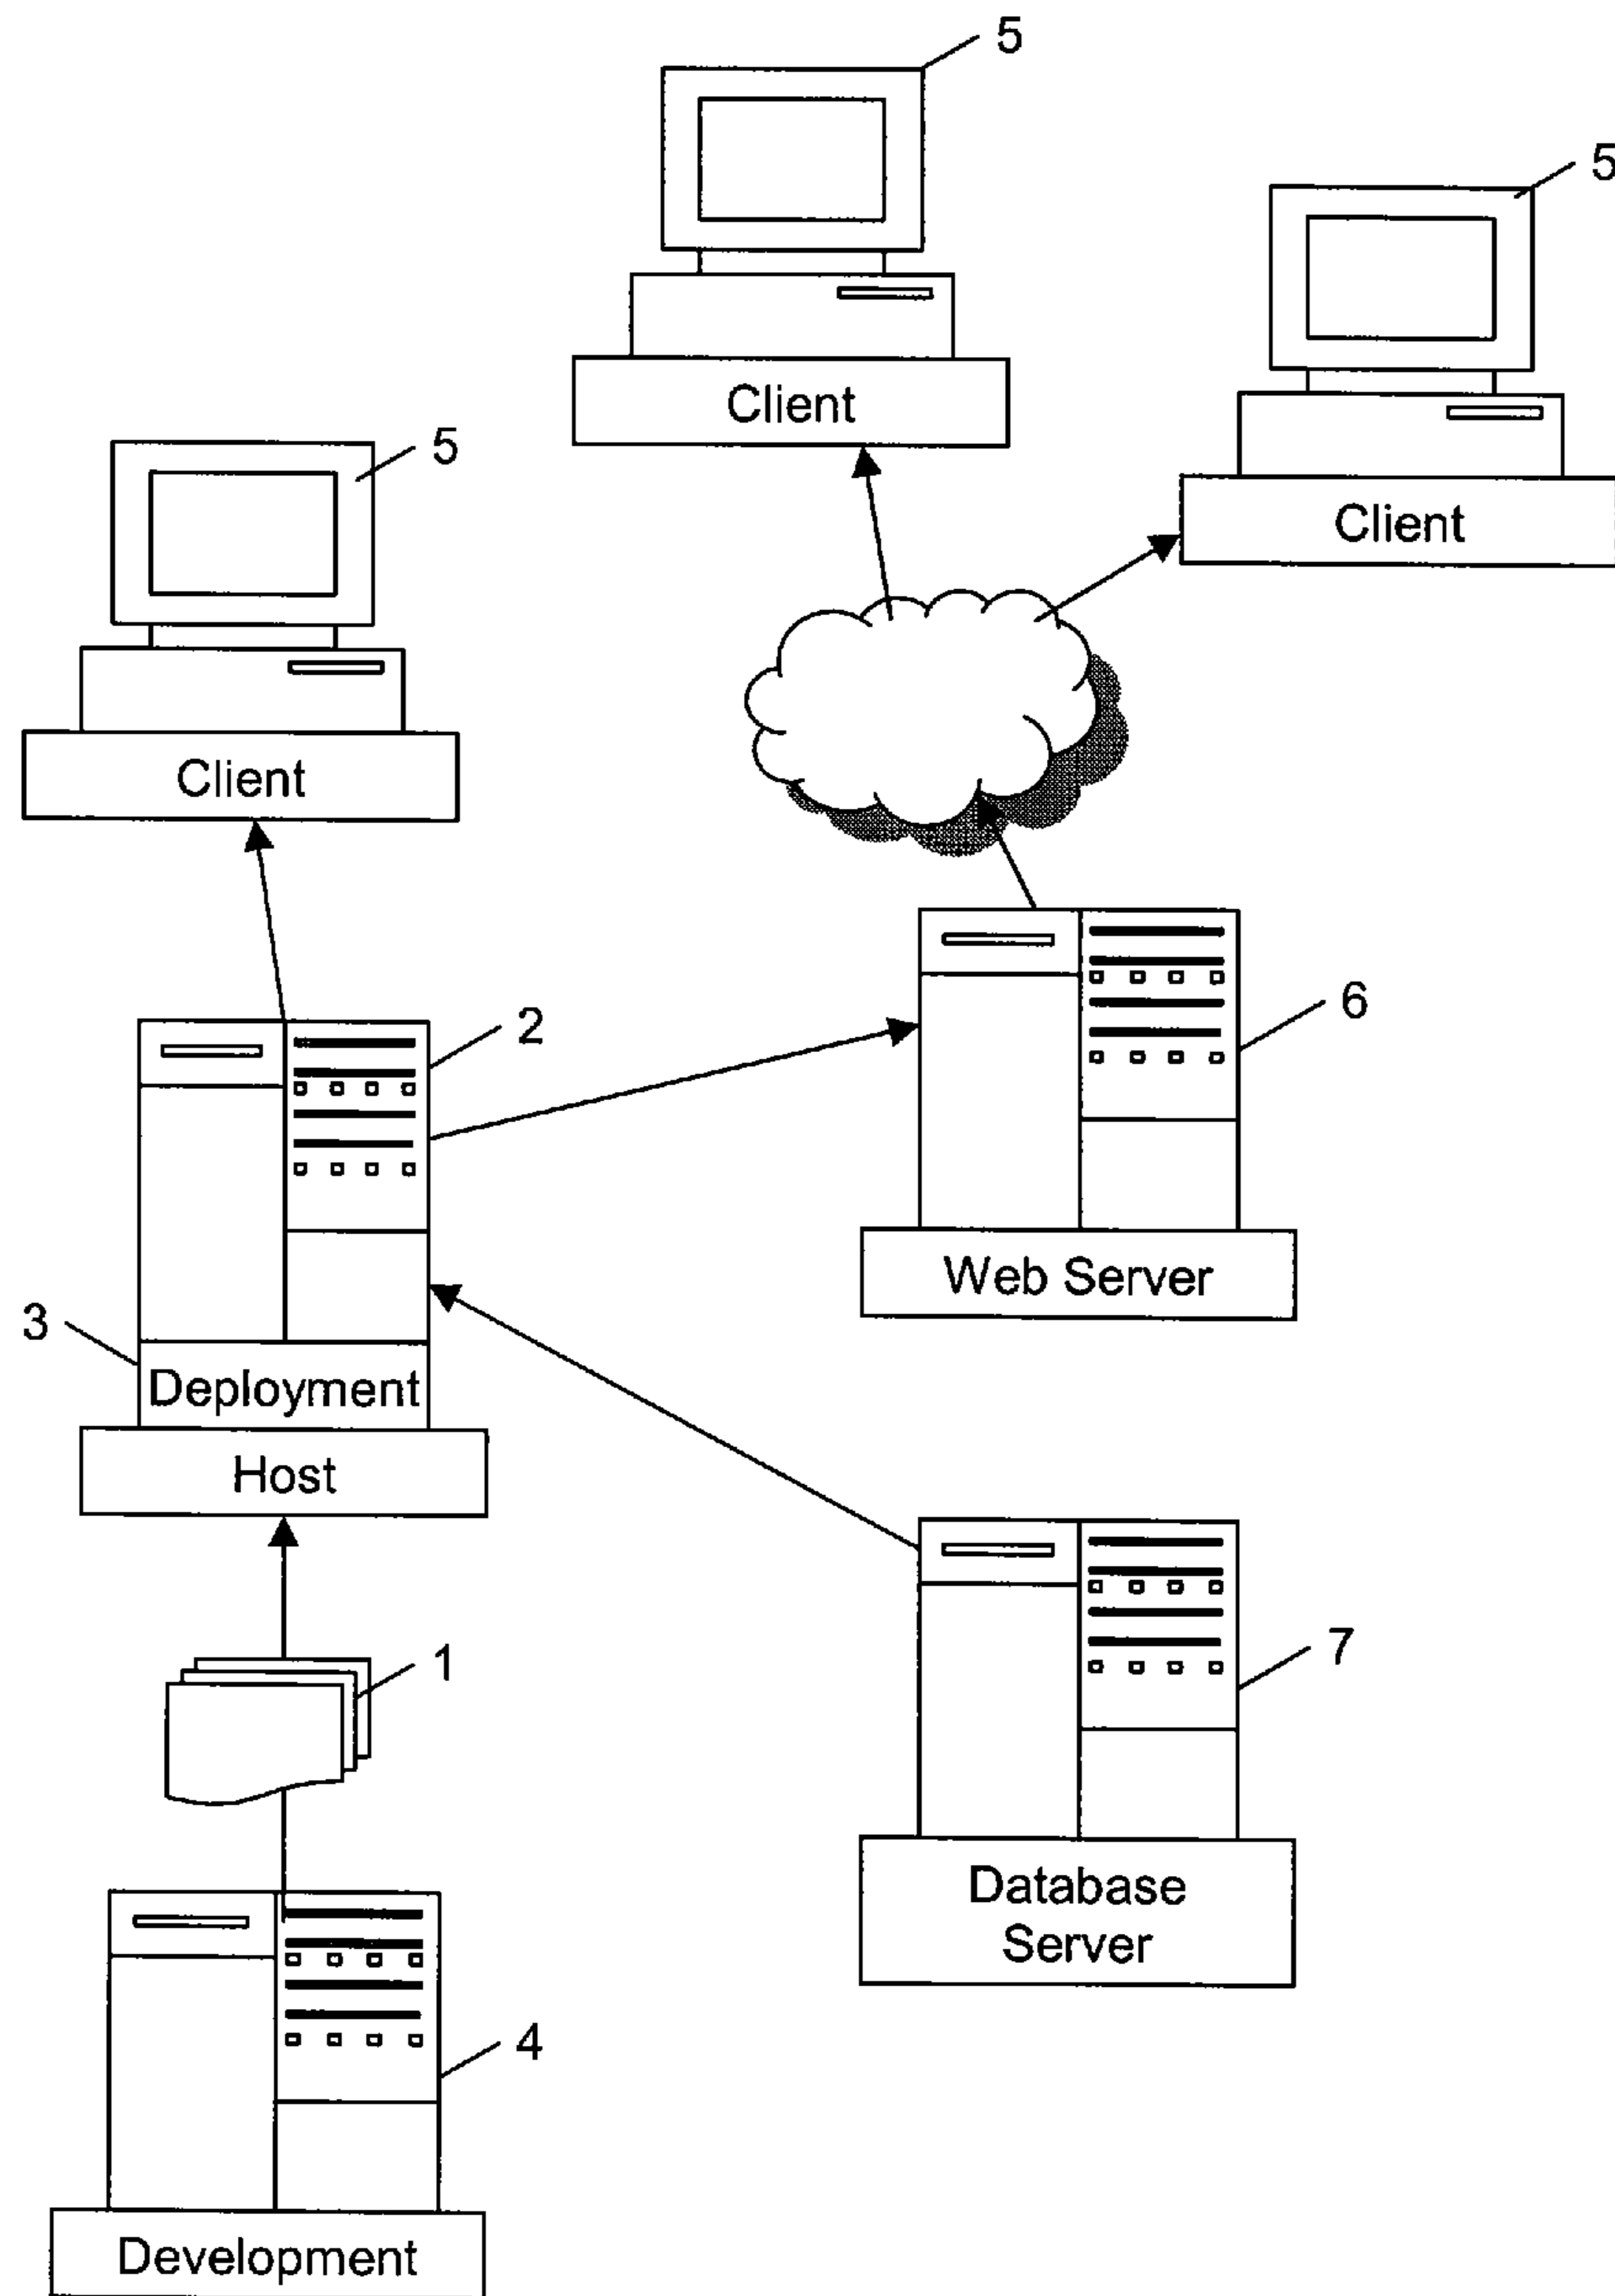 5
5
Client
5
Client
Client
2
6
Web Server
3
Deployment
Host
1
7
Database
Server
4
Development